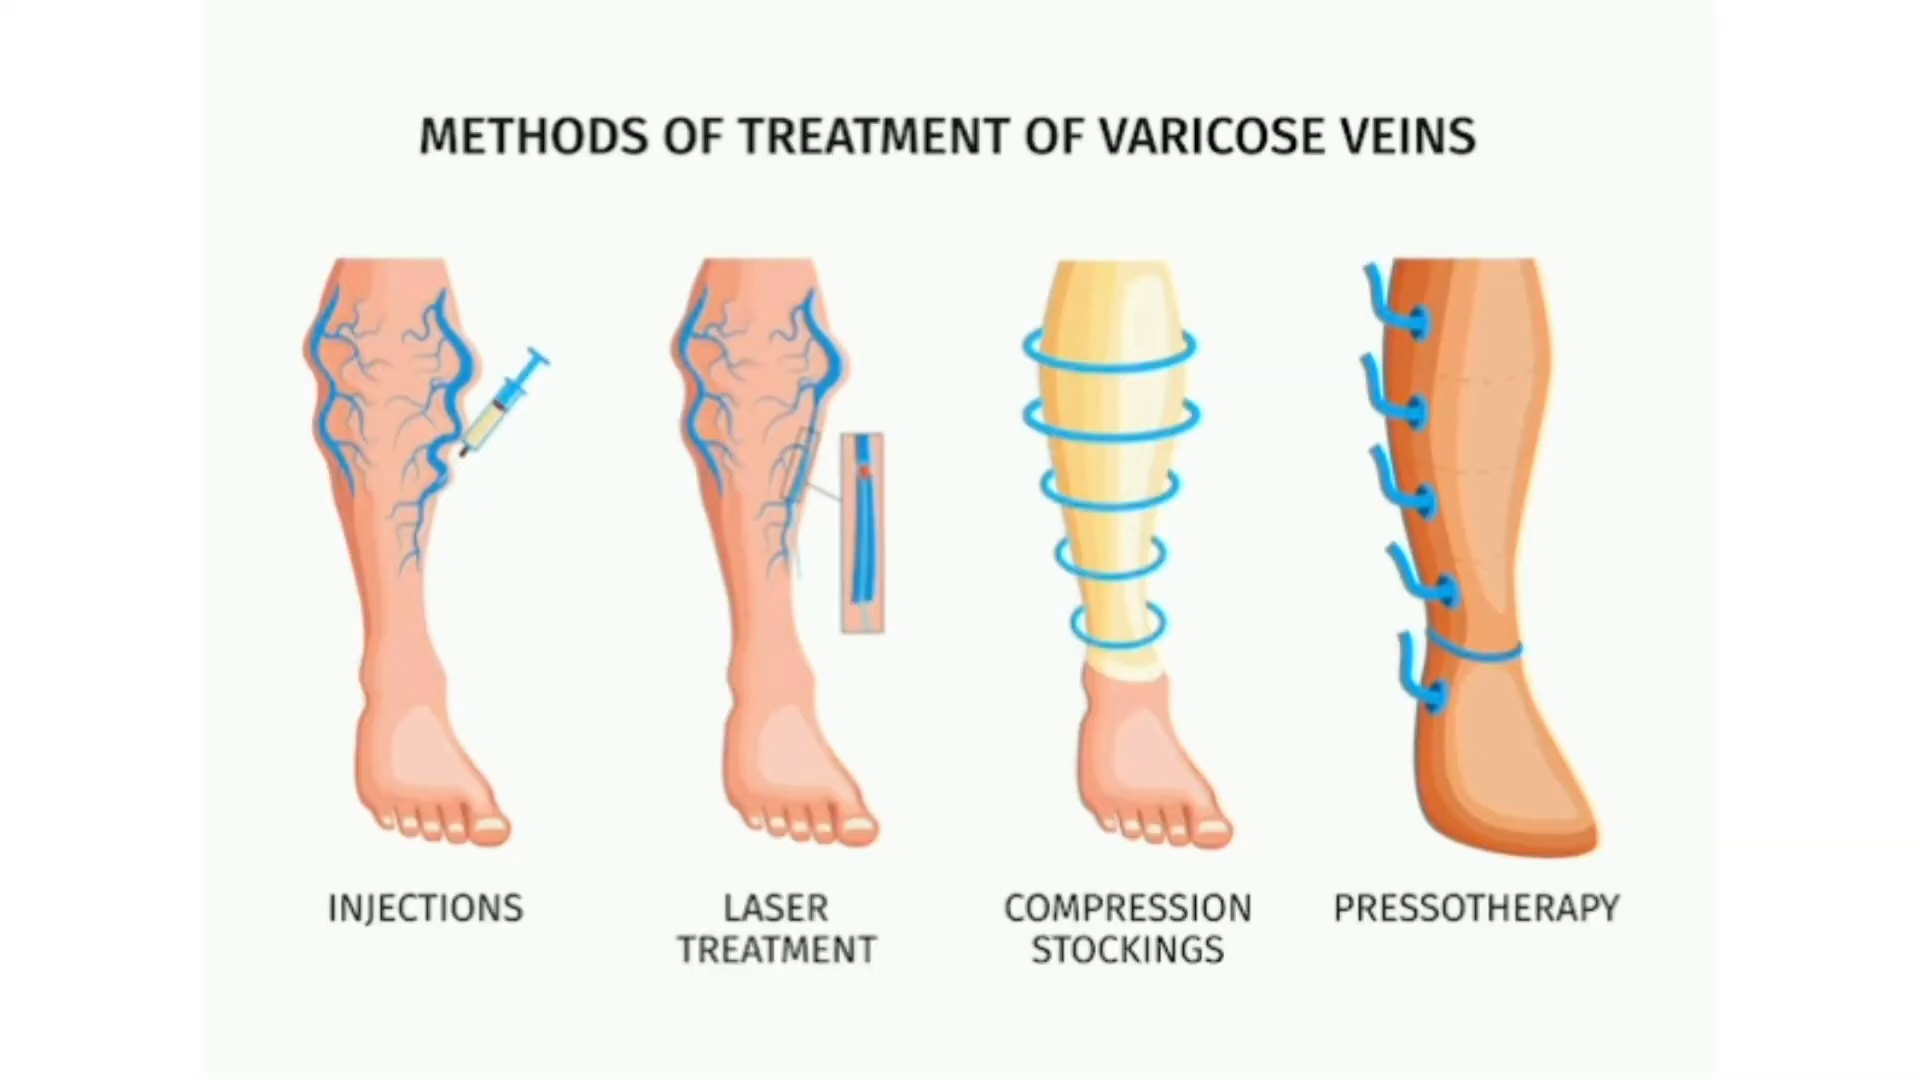 METHODS OF TREATMENT OF VARICOSE VEINS
INJECTIONS
LASER
TREATMENT
COMPRESSION
STOCKINGS
PRESSOTHERAPY